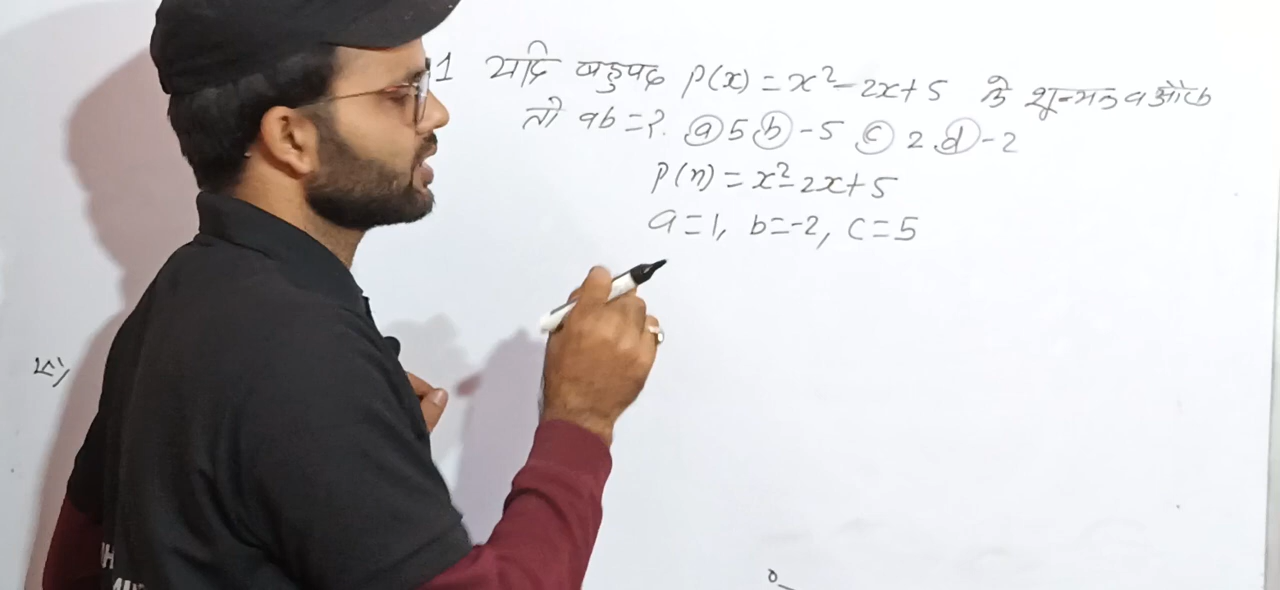 1 यदि बहुपद P(x) = x²-2x+5 के शून्यक a और b
तो ab=?. (a) 5 (b) -5 (c) 2 (d) -2
P(n) = x²-2x+5
a=1, b=-2, c=5